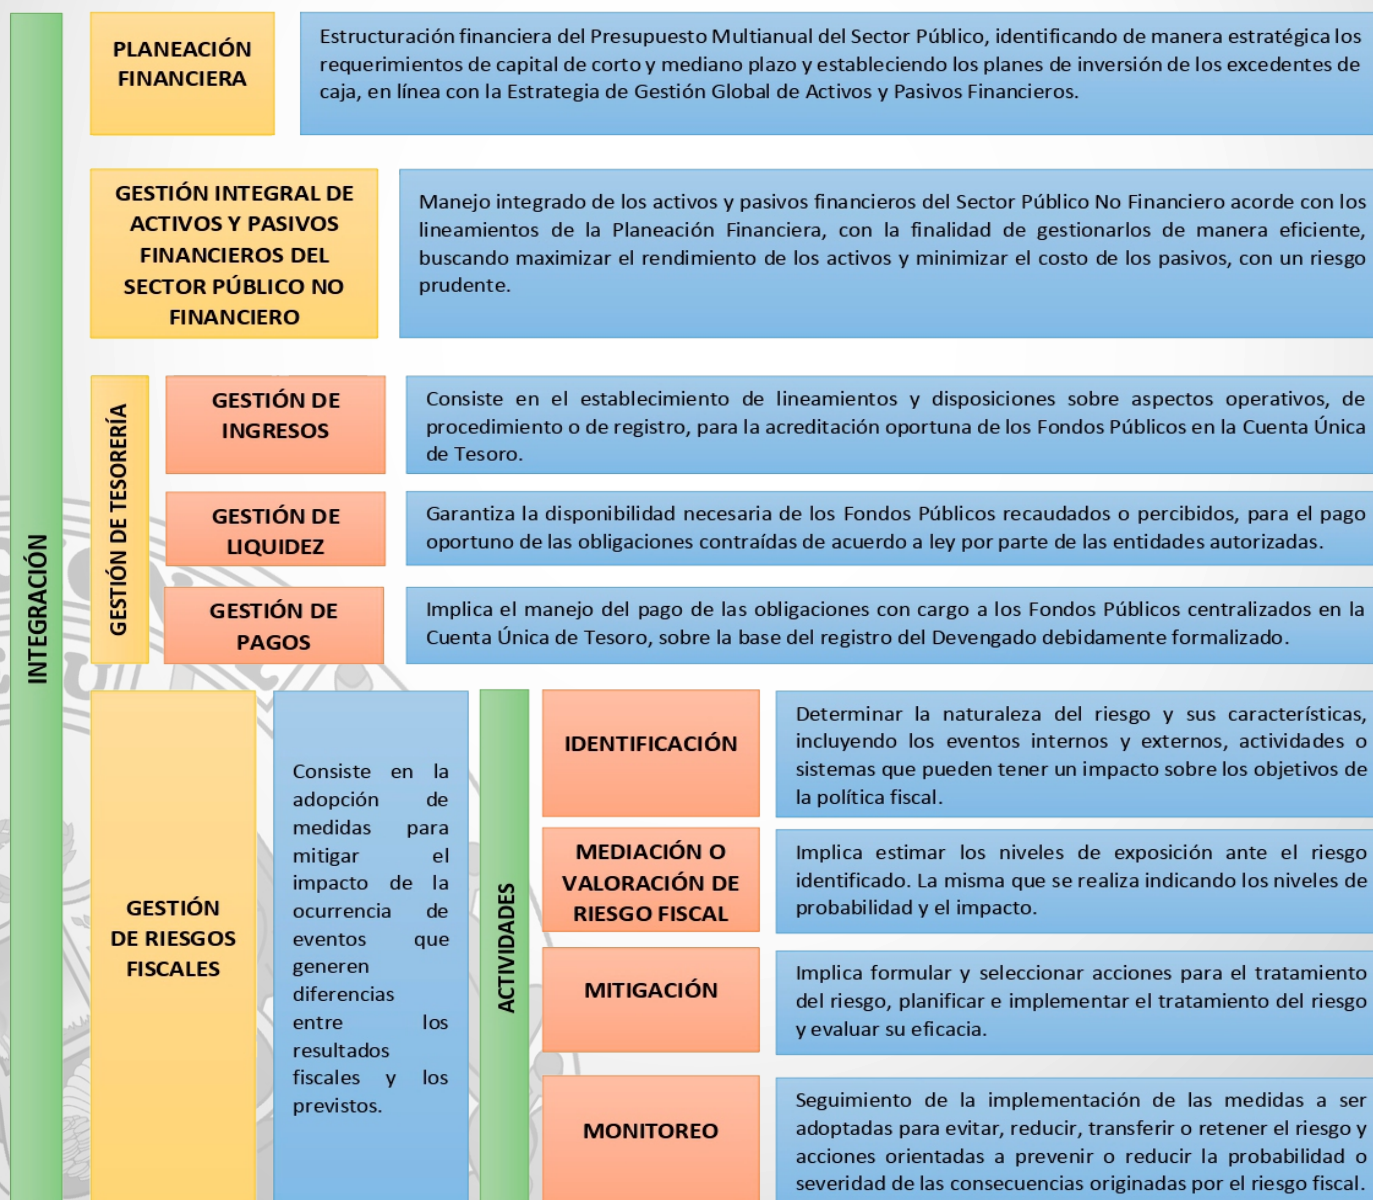 INTEGRACIÓN
PLANEACIÓN
FINANCIERA
Estructuración financiera del Presupuesto Multianual del Sector Público, identificando de manera estratégica los
requerimientos de capital de corto y mediano plazo y estableciendo los planes de inversión de los excedentes de
caja, en línea con la Estrategia de Gestión Global de Activos y Pasivos Financieros.
GESTIÓN INTEGRAL DE
ACTIVOS Y PASIVOS
FINANCIEROS DEL
SECTOR PÚBLICO NO
FINANCIERO
Manejo integrado de los activos y pasivos financieros del Sector Público No Financiero acorde con los
lineamientos de la Planeación Financiera, con la finalidad de gestionarlos de manera eficiente,
buscando maximizar el rendimiento de los activos y minimizar el costo de los pasivos, con un riesgo
prudente.
GESTIÓN DE TESORERÍA
GESTIÓN DE
INGRESOS
Consiste en el establecimiento de lineamientos y disposiciones sobre aspectos operativos, de
procedimiento o de registro, para la acreditación oportuna de los Fondos Públicos en la Cuenta Única
de Tesoro.
GESTIÓN DE
LIQUIDEZ
Garantiza la disponibilidad necesaria de los Fondos Públicos recaudados o percibidos, para el pago
oportuno de las obligaciones contraídas de acuerdo a ley por parte de las entidades autorizadas.
GESTIÓN DE
PAGOS
Implica el manejo del pago de las obligaciones con cargo a los Fondos Públicos centralizados en la
Cuenta Única de Tesoro, sobre la base del registro del Devengado debidamente formalizado.
GESTIÓN
DE RIESGOS
FISCALES
Consiste en la
adopción de
medidas para
mitigar el
impacto de la
ocurrencia de
eventos que
generen
diferencias
entre los
resultados
fiscales y los
previstos.
ACTIVIDADES
IDENTIFICACIÓN
Determinar la naturaleza del riesgo y sus características,
incluyendo los eventos internos y externos, actividades o
sistemas que pueden tener un impacto sobre los objetivos de
la política fiscal.
MEDIACIÓN O
VALORACIÓN DE
RIESGO FISCAL
Implica estimar los niveles de exposición ante el riesgo
identificado. La misma que se realiza indicando los niveles de
probabilidad y el impacto.
MITIGACIÓN
Implica formular y seleccionar acciones para el tratamiento
del riesgo, planificar e implementar el tratamiento del riesgo
y evaluar su eficacia.
MONITOREO
Seguimiento de la implementación de las medidas a ser
adoptadas para evitar, reducir, transferir o retener el riesgo y
acciones orientadas a prevenir o reducir la probabilidad o
severidad de las consecuencias originadas por el riesgo fiscal.